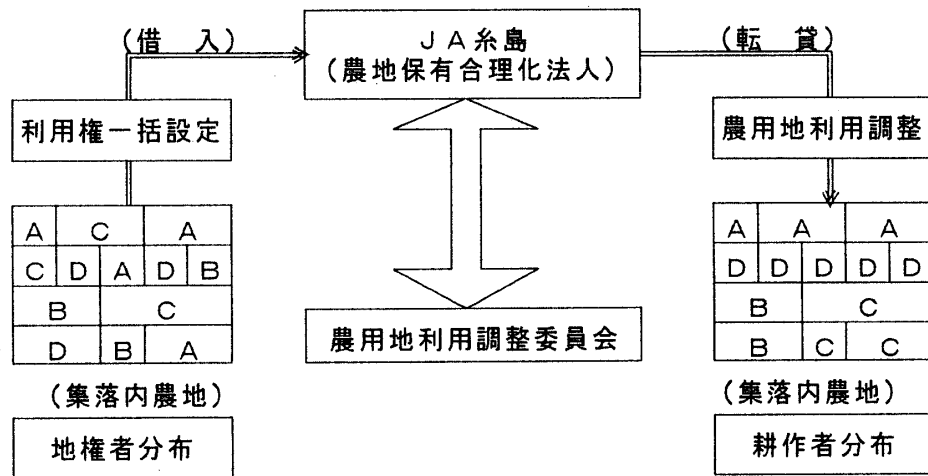 (借　入)
ＪＡ糸島
(農地保有合理化法人)
(転　貸)
利用権一括設定
農用地利用調整
A C A
C D A D B
B C
D B A
A A A
D D D D D
B C
B C C
農用地利用調整委員会
(集落内農地)
(集落内農地)
地権者分布
耕作者分布